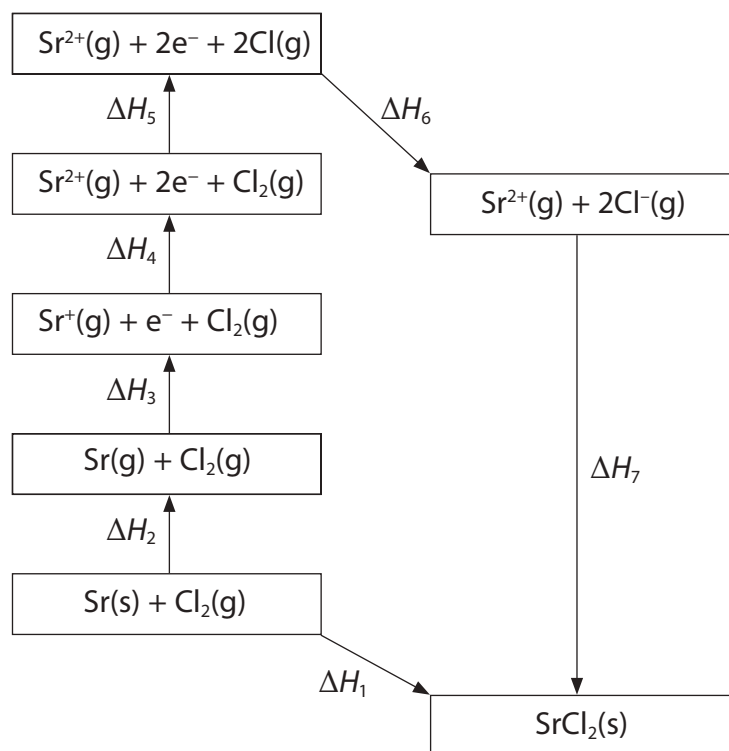 Sr²⁺(g) + 2e⁻ + 2Cl(g)
ΔH₅
ΔH₆
Sr²⁺(g) + 2e⁻ + Cl₂(g)
Sr²⁺(g) + 2Cl⁻(g)
ΔH₄
Sr⁺(g) + e⁻ + Cl₂(g)
ΔH₃
Sr(g) + Cl₂(g)
ΔH₇
ΔH₂
Sr(s) + Cl₂(g)
ΔH₁
SrCl₂(s)